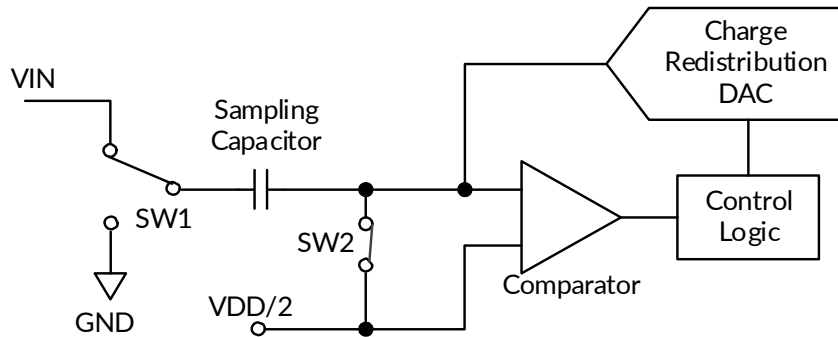 VIN
Sampling
Capacitor
Charge
Redistribution
DAC
SW1
SW2
Control
Logic
Comparator
VDD/2
GND